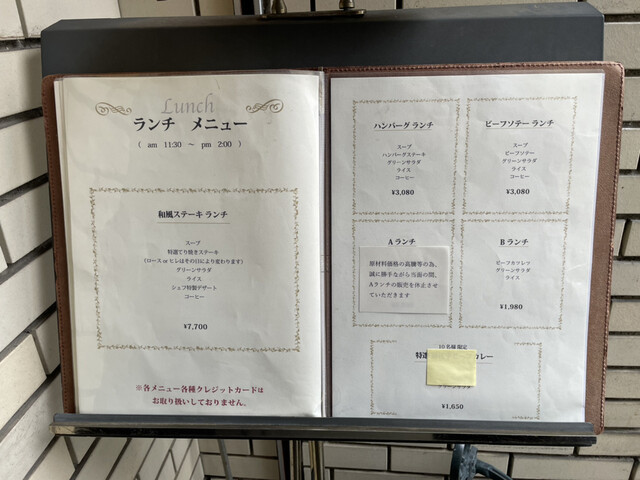 Lunch
ランチ メニュー
( am 11:30 ～ pm 2:00 )
和風ステーキ ランチ
スープ
特選てり焼きステーキ
(ロース or ヒレはその日により変わります)
グリーンサラダ
ライス
シェフ特製デザート
コーヒー
¥7,700
※各メニュー各種クレジットカードは
お取り扱いしておりません。
ハンバーグ ランチ
スープ
ハンバーグステーキ
グリーンサラダ
ライス
コーヒー
¥3,080
ビーフソテー ランチ
スープ
ビーフソテー
グリーンサラダ
ライス
コーヒー
¥3,080
A ランチ
原材料価格の高騰等の為、
誠に勝手ながら当面の間、
Aランチの販売を休止させ
ていただきます
B ランチ
ビーフカツレツ
グリーンサラダ
ライス
¥1,980
10 名様 限定
特選 カレー
¥1,650